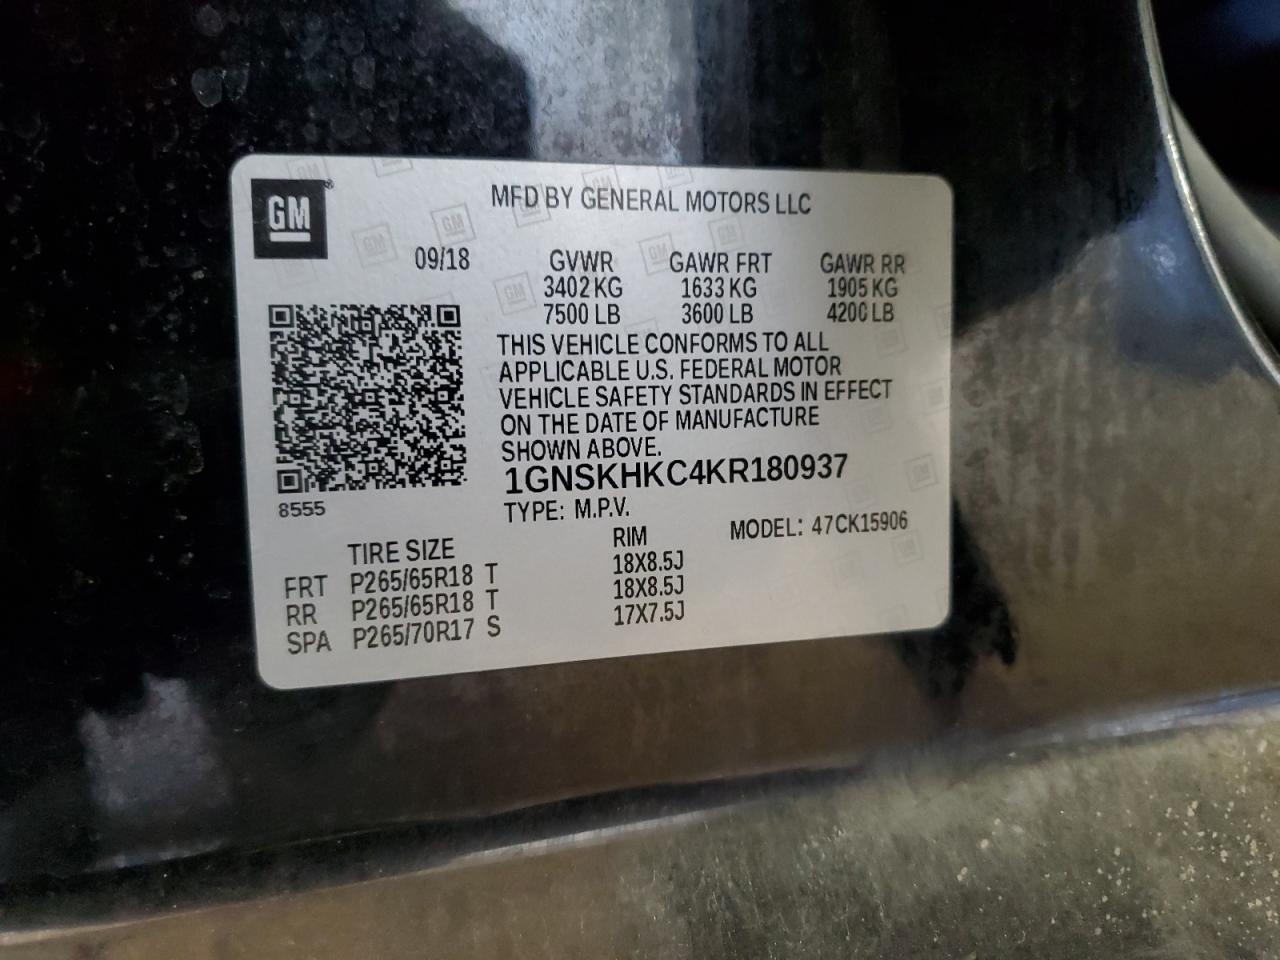 GM
MFD BY GENERAL MOTORS LLC
09/18 GVWR GAWR FRT GAWR RR
3402 KG 1633 KG 1905 KG
7500 LB 3600 LB 4200 LB
THIS VEHICLE CONFORMS TO ALL
APPLICABLE U.S. FEDERAL MOTOR
VEHICLE SAFETY STANDARDS IN EFFECT
ON THE DATE OF MANUFACTURE
SHOWN ABOVE.
1GNSKHKC4KR180937
8555
TYPE: M.P.V. MODEL: 47CK15906
TIRE SIZE RIM
FRT P265/65R18 T 18X8.5J
RR P265/65R18 T 18X8.5J
SPA P265/70R17 S 17X7.5J